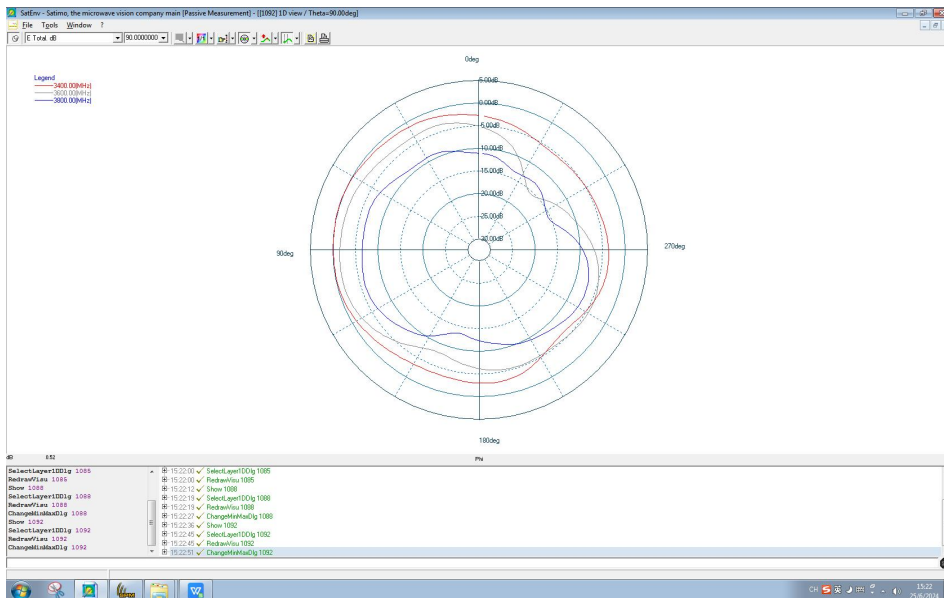 SatEnv - Satimo, the microwave vision company main [Passive Measurement] - [[1092] 1D view / Theta=90.00deg]
File Tools Window ?
E Total dB 90.0000000
0deg
Legend
3400.00[MHz]
3600.00[MHz]
3800.00[MHz]
5.00dB
0.00dB
-5.00dB
-10.00dB
-15.00dB
-20.00dB
-25.00dB
-30.00dB
90deg
270deg
180deg
dB 0.52 Phi
SelectLayer1DDlg 1085
RedrawVisu 1085
Show 1088
SelectLayer1DDlg 1088
RedrawVisu 1088
ChangeMinMaxDlg 1088
Show 1092
SelectLayer1DDlg 1092
RedrawVisu 1092
ChangeMinMaxDlg 1092
15:22:00 SelectLayer1DDlg 1085
15:22:00 RedrawVisu 1085
15:22:12 Show 1088
15:22:19 SelectLayer1DDlg 1088
15:22:19 RedrawVisu 1088
15:22:27 ChangeMinMaxDlg 1088
15:22:36 Show 1092
15:22:45 SelectLayer1DDlg 1092
15:22:45 RedrawVisu 1092
15:22:51 ChangeMinMaxDlg 1092
CH 英 15:22
25/6/2024